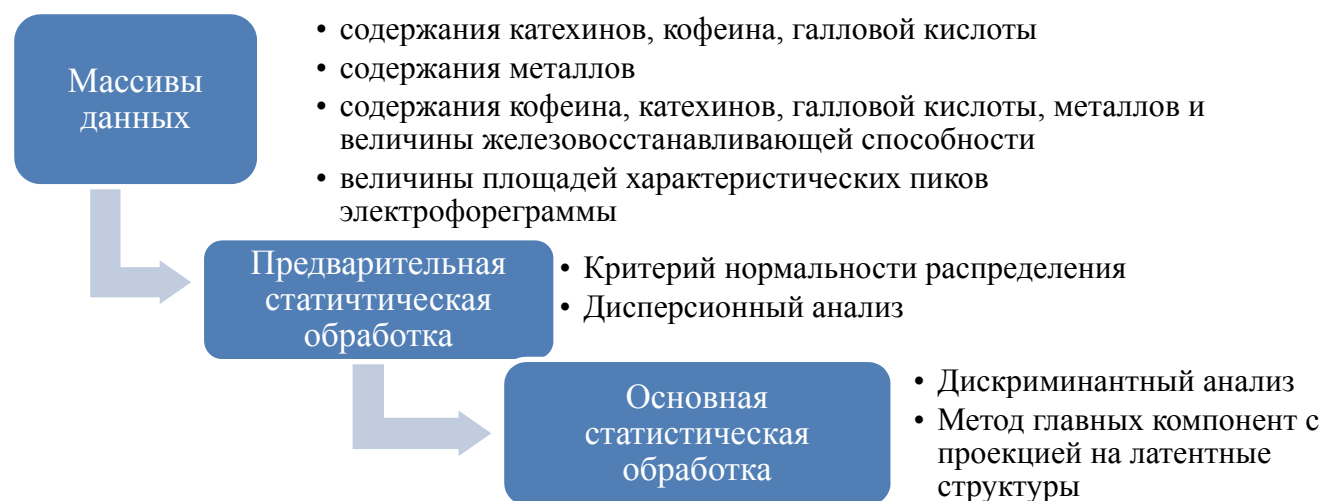 Массивы
данных
• содержания катехинов, кофеина, галловой кислоты
• содержания металлов
• содержания кофеина, катехинов, галловой кислоты, металлов и
величины железовосстанавливающей способности
• величины площадей характеристических пиков
электрофореграммы
Предварительная
статичтическая
обработка
• Критерий нормальности распределения
• Дисперсионный анализ
Основная
статистическая
обработка
• Дискриминантный анализ
• Метод главных компонент с
проекцией на латентные
структуры